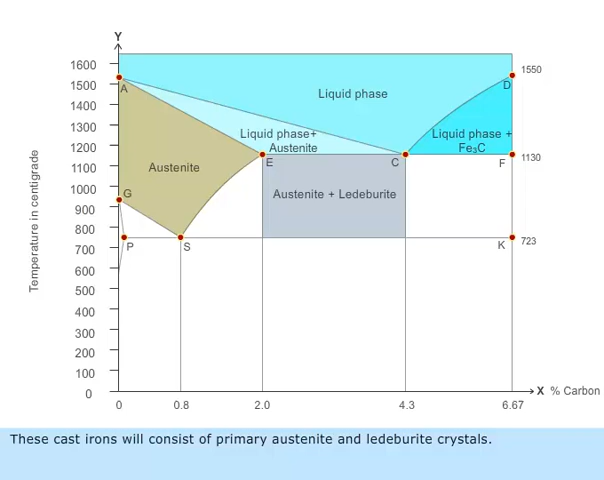 Y
1600
1500
1400
1300
1200
1100
1000
900
800
700
600
500
400
300
200
100
0
Temperature in centigrade
A
D
1550
Liquid phase
Liquid phase+
Austenite
Liquid phase +
Fe₃C
E
C
F
1130
Austenite
Austenite + Ledeburite
G
P
S
K
723
X % Carbon
0
0.8
2.0
4.3
6.67
These cast irons will consist of primary austenite and ledeburite crystals.